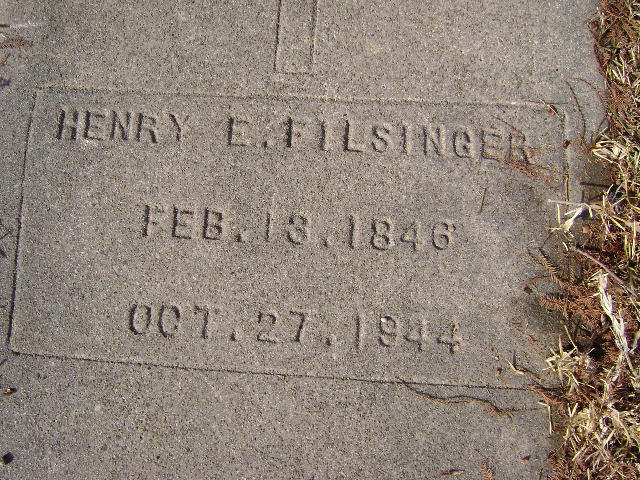 HENRY E. FILSINGER
FEB. 13. 1846
OCT. 27. 1944